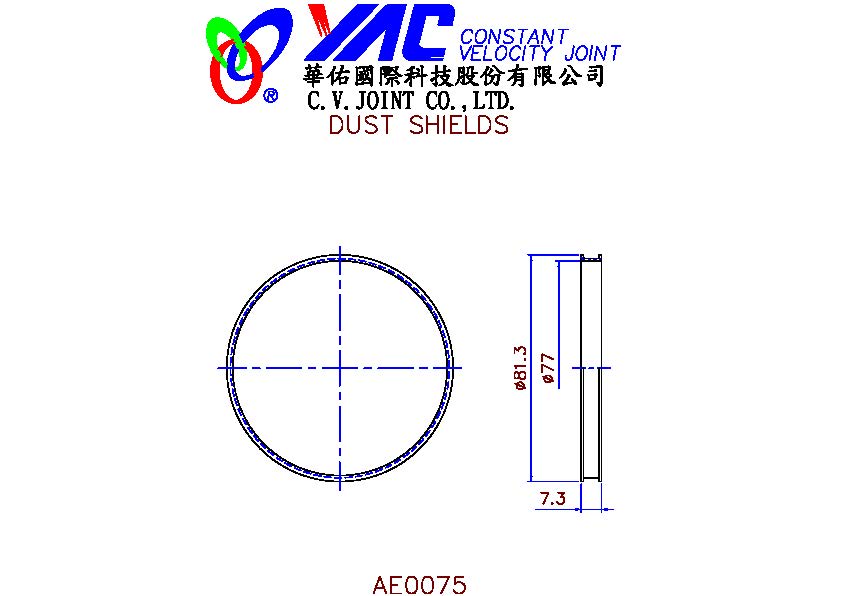 YAC CONSTANT
VELOCITY JOINT
®
華佑國際科技股份有限公司
C.V.JOINT CO.,LTD.
DUST SHIELDS
ø81.3
ø77
7.3
AE0075